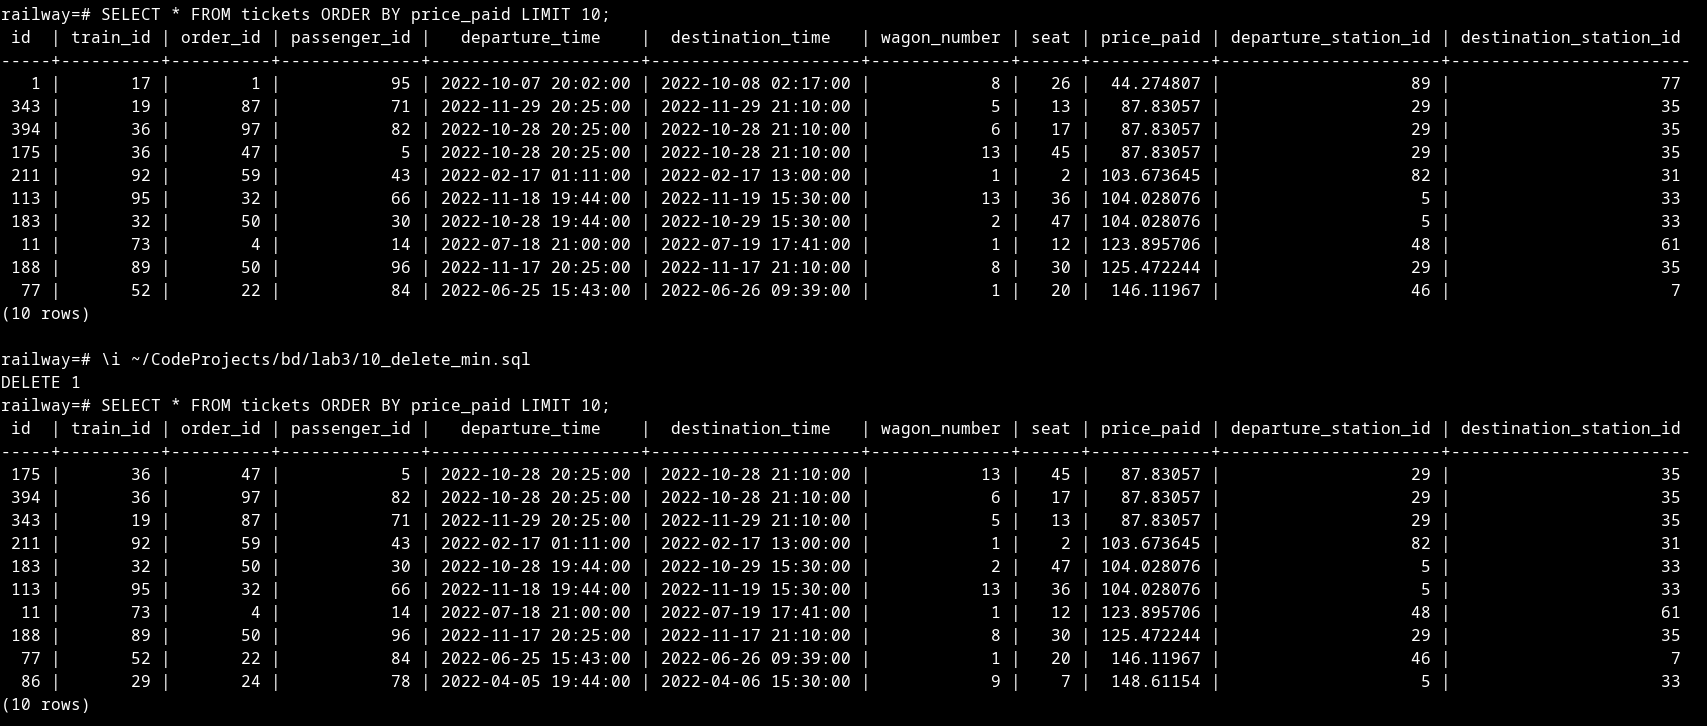 railway=# SELECT * FROM tickets ORDER BY price_paid LIMIT 10;
 id  | train_id | order_id | passenger_id |   departure_time    |  destination_time   | wagon_number | seat | price_paid | departure_station_id | destination_station_id
-----+----------+----------+--------------+---------------------+---------------------+--------------+------+------------+----------------------+------------------------
   1 |       17 |        1 |           95 | 2022-10-07 20:02:00 | 2022-10-08 02:17:00 |            8 |   26 |  44.274807 |                   89 |                     77
 343 |       19 |       87 |           71 | 2022-11-29 20:25:00 | 2022-11-29 21:10:00 |            5 |   13 |   87.83057 |                   29 |                     35
 394 |       36 |       97 |           82 | 2022-10-28 20:25:00 | 2022-10-28 21:10:00 |            6 |   17 |   87.83057 |                   29 |                     35
 175 |       36 |       47 |            5 | 2022-10-28 20:25:00 | 2022-10-28 21:10:00 |           13 |   45 |   87.83057 |                   29 |                     35
 211 |       92 |       59 |           43 | 2022-02-17 01:11:00 | 2022-02-17 13:00:00 |            1 |    2 | 103.673645 |                   82 |                     31
 113 |       95 |       32 |           66 | 2022-11-18 19:44:00 | 2022-11-19 15:30:00 |           13 |   36 | 104.028076 |                    5 |                     33
 183 |       32 |       50 |           30 | 2022-10-28 19:44:00 | 2022-10-29 15:30:00 |            2 |   47 | 104.028076 |                    5 |                     33
  11 |       73 |        4 |           14 | 2022-07-18 21:00:00 | 2022-07-19 17:41:00 |            1 |   12 | 123.895706 |                   48 |                     61
 188 |       89 |       50 |           96 | 2022-11-17 20:25:00 | 2022-11-17 21:10:00 |            8 |   30 | 125.472244 |                   29 |                     35
  77 |       52 |       22 |           84 | 2022-06-25 15:43:00 | 2022-06-26 09:39:00 |            1 |   20 |  146.11967 |                   46 |                      7
(10 rows)

railway=# \i ~/CodeProjects/bd/lab3/10_delete_min.sql
DELETE 1
railway=# SELECT * FROM tickets ORDER BY price_paid LIMIT 10;
 id  | train_id | order_id | passenger_id |   departure_time    |  destination_time   | wagon_number | seat | price_paid | departure_station_id | destination_station_id
-----+----------+----------+--------------+---------------------+---------------------+--------------+------+------------+----------------------+------------------------
 175 |       36 |       47 |            5 | 2022-10-28 20:25:00 | 2022-10-28 21:10:00 |           13 |   45 |   87.83057 |                   29 |                     35
 394 |       36 |       97 |           82 | 2022-10-28 20:25:00 | 2022-10-28 21:10:00 |            6 |   17 |   87.83057 |                   29 |                     35
 343 |       19 |       87 |           71 | 2022-11-29 20:25:00 | 2022-11-29 21:10:00 |            5 |   13 |   87.83057 |                   29 |                     35
 211 |       92 |       59 |           43 | 2022-02-17 01:11:00 | 2022-02-17 13:00:00 |            1 |    2 | 103.673645 |                   82 |                     31
 183 |       32 |       50 |           30 | 2022-10-28 19:44:00 | 2022-10-29 15:30:00 |            2 |   47 | 104.028076 |                    5 |                     33
 113 |       95 |       32 |           66 | 2022-11-18 19:44:00 | 2022-11-19 15:30:00 |           13 |   36 | 104.028076 |                    5 |                     33
  11 |       73 |        4 |           14 | 2022-07-18 21:00:00 | 2022-07-19 17:41:00 |            1 |   12 | 123.895706 |                   48 |                     61
 188 |       89 |       50 |           96 | 2022-11-17 20:25:00 | 2022-11-17 21:10:00 |            8 |   30 | 125.472244 |                   29 |                     35
  77 |       52 |       22 |           84 | 2022-06-25 15:43:00 | 2022-06-26 09:39:00 |            1 |   20 |  146.11967 |                   46 |                      7
  86 |       29 |       24 |           78 | 2022-04-05 19:44:00 | 2022-04-06 15:30:00 |            9 |    7 |  148.61154 |                    5 |                     33
(10 rows)